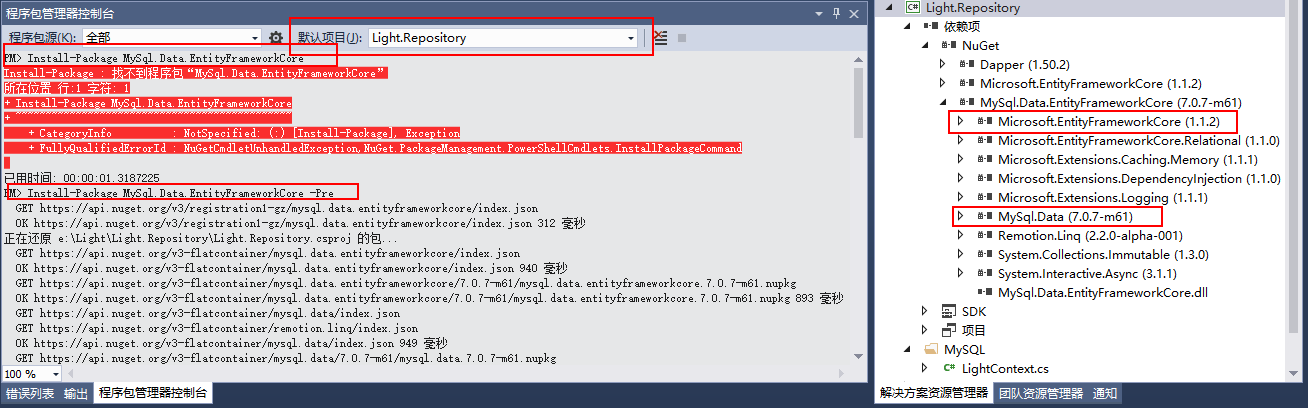 程序包管理器控制台
程序包源(K): 全部
默认项目(J): Light.Repository
PM> Install-Package MySql.Data.EntityFrameworkCore
Install-Package : 找不到程序包“MySql.Data.EntityFrameworkCore”
所在位置 行:1 字符: 1
+ Install-Package MySql.Data.EntityFrameworkCore
+ ~~~~~~~~~~~~~~~~~~~~~~~~~~~~~~~~~~~~~~~~~~~~~~
+ CategoryInfo : NotSpecified: (:) [Install-Package], Exception
+ FullyQualifiedErrorId : NuGetCmdletUnhandledException,NuGet.PackageManagement.PowerShellCmdlets.InstallPackageCommand
已用时间: 00:00:01.3187225
PM> Install-Package MySql.Data.EntityFrameworkCore -Pre
GET https://api.nuget.org/v3/registration1-gz/mysql.data.entityframeworkcore/index.json
OK https://api.nuget.org/v3/registration1-gz/mysql.data.entityframeworkcore/index.json 312 毫秒
正在还原 e:\Light\Light.Repository\Light.Repository.csproj 的包...
GET https://api.nuget.org/v3-flatcontainer/mysql.data.entityframeworkcore/index.json
OK https://api.nuget.org/v3-flatcontainer/mysql.data.entityframeworkcore/index.json 940 毫秒
GET https://api.nuget.org/v3-flatcontainer/mysql.data.entityframeworkcore/7.0.7-m61/mysql.data.entityframeworkcore.7.0.7-m61.nupkg
OK https://api.nuget.org/v3-flatcontainer/mysql.data.entityframeworkcore/7.0.7-m61/mysql.data.entityframeworkcore.7.0.7-m61.nupkg 893 毫秒
GET https://api.nuget.org/v3-flatcontainer/mysql.data/index.json
GET https://api.nuget.org/v3-flatcontainer/remotion.linq/index.json
OK https://api.nuget.org/v3-flatcontainer/mysql.data/index.json 949 毫秒
GET https://api.nuget.org/v3-flatcontainer/mysql.data/7.0.7-m61/mysql.data.7.0.7-m61.nupkg
100 %
错误列表 输出 程序包管理器控制台
C# Light.Repository
依赖项
NuGet
Dapper (1.50.2)
Microsoft.EntityFrameworkCore (1.1.2)
MySql.Data.EntityFrameworkCore (7.0.7-m61)
Microsoft.EntityFrameworkCore (1.1.2)
Microsoft.EntityFrameworkCore.Relational (1.1.0)
Microsoft.Extensions.Caching.Memory (1.1.1)
Microsoft.Extensions.DependencyInjection (1.1.0)
Microsoft.Extensions.Logging (1.1.1)
MySql.Data (7.0.7-m61)
Remotion.Linq (2.2.0-alpha-001)
System.Collections.Immutable (1.3.0)
System.Interactive.Async (3.1.1)
MySql.Data.EntityFrameworkCore.dll
SDK
项目
MySQL
C# LightContext.cs
解决方案资源管理器 团队资源管理器 通知